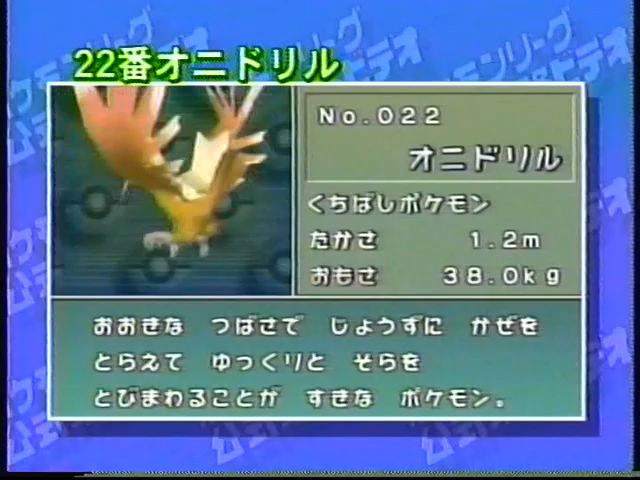 22番オニドリル
No.022
オニドリル
くちばしポケモン
たかさ 1.2m
おもさ 38.0kg
おおきな つばさで じょうずに かぜを
とらえて ゆっくりと そらを
とびまわることが すきな ポケモン。